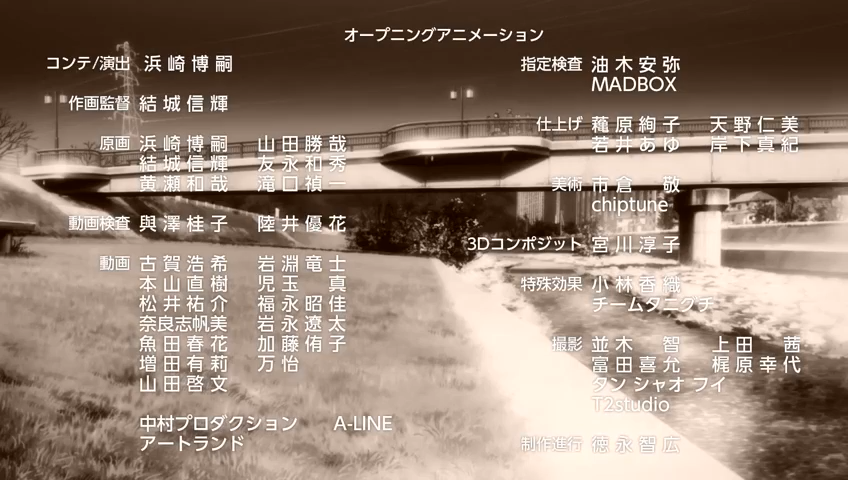 オープニングアニメーション
コンテ/演出 浜崎博嗣
作画監督 結城信輝
原画 浜崎博嗣 山田勝哉
結城信輝 友永和秀
黄瀬和哉 滝口禎一
動画検査 與澤桂子 陸井優花
動画 古賀浩希 岩淵竜士
本山直樹 児玉真
松井祐介 福永昭佳
奈良志帆美 岩永遼太
魚田春花 加藤侑子
増田有莉 万怡
山田啓文
中村プロダクション A-LINE
アートランド
指定検査 油木安弥
MADBOX
仕上げ 蘒原絢子 天野仁美
若井あゆ 岸下真紀
美術 市倉敬
chiptune
3Dコンポジット 宮川淳子
特殊効果 小林香織
チームタニグチ
撮影 並木智 上田茜
富田喜允 梶原幸代
タン シャオ フイ
T2studio
制作進行 徳永智広